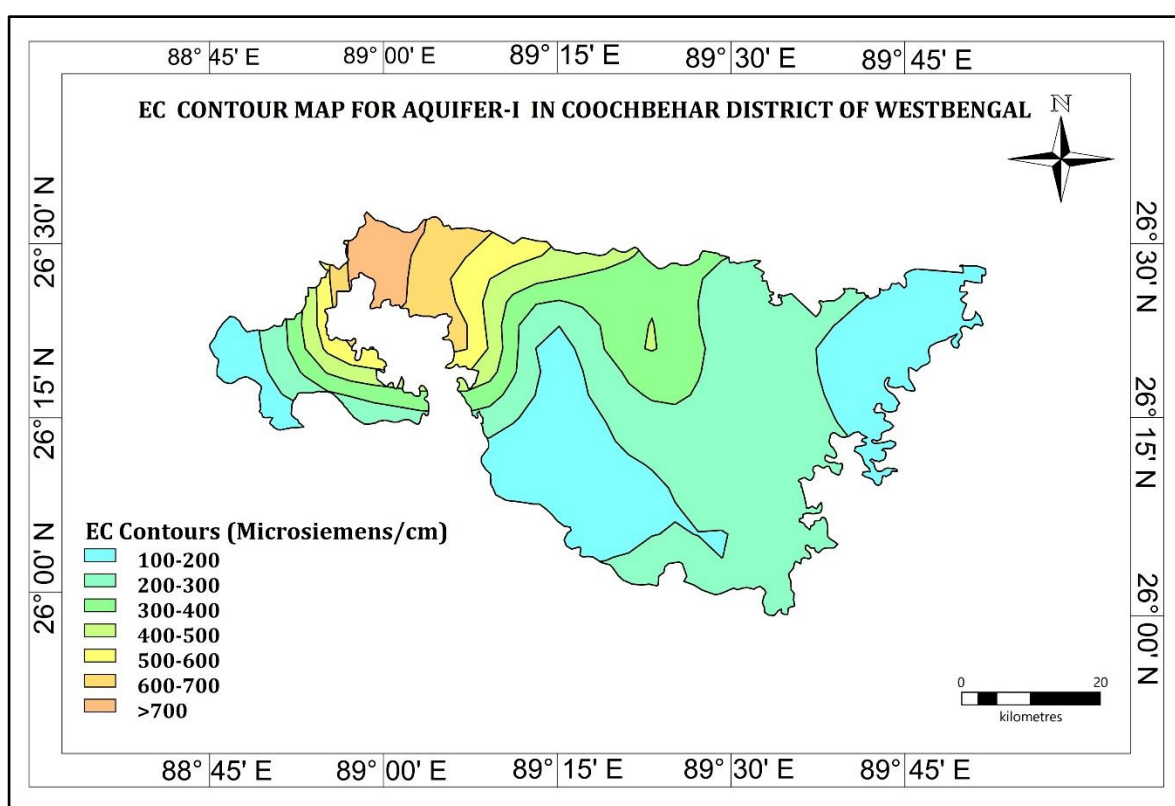 88° 45' E 89° 00' E 89° 15' E 89° 30' E 89° 45' E
EC CONTOUR MAP FOR AQUIFER-I IN COOCHBEHAR DISTRICT OF WESTBENGAL
N
26° 30' N
26° 30' N
26° 15' N
26° 15' N
26° 00' N
26° 00' N
EC Contours (Microsiemens/cm)
100-200
200-300
300-400
400-500
500-600
600-700
>700
0 20
kilometres
88° 45' E 89° 00' E 89° 15' E 89° 30' E 89° 45' E